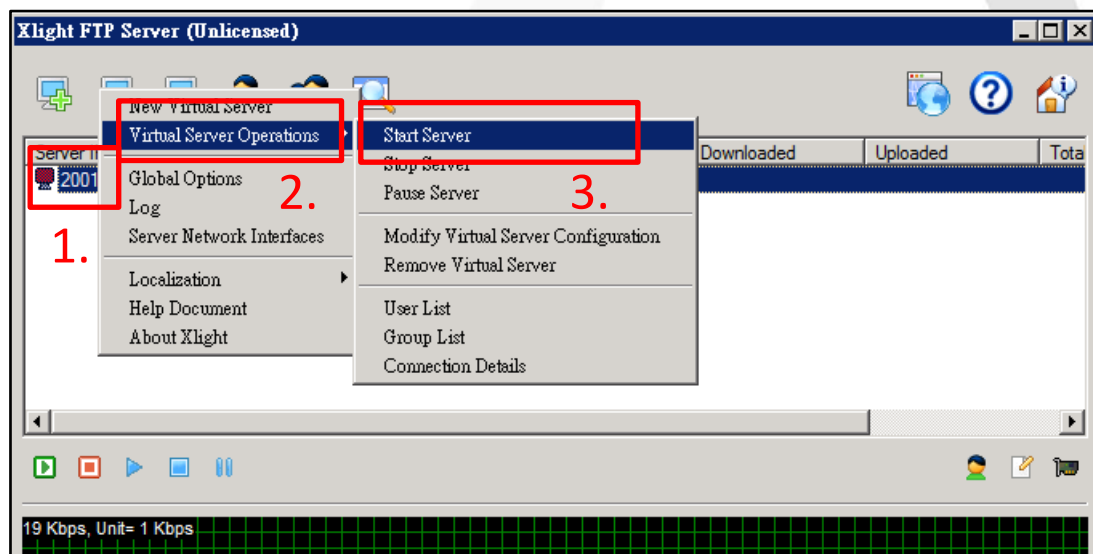 Xlight FTP Server (Unlicensed)
New Virtual Server
Virtual Server Operations
Start Server
Server I
Downloaded
Uploaded
Tota
2001
Stop Server
Global Options
2.
Pause Server
3.
Log
1.
Server Network Interfaces
Modify Virtual Server Configuration
Remove Virtual Server
Localization
Help Document
User List
About Xlight
Group List
Connection Details
19 Kbps, Unit= 1 Kbps